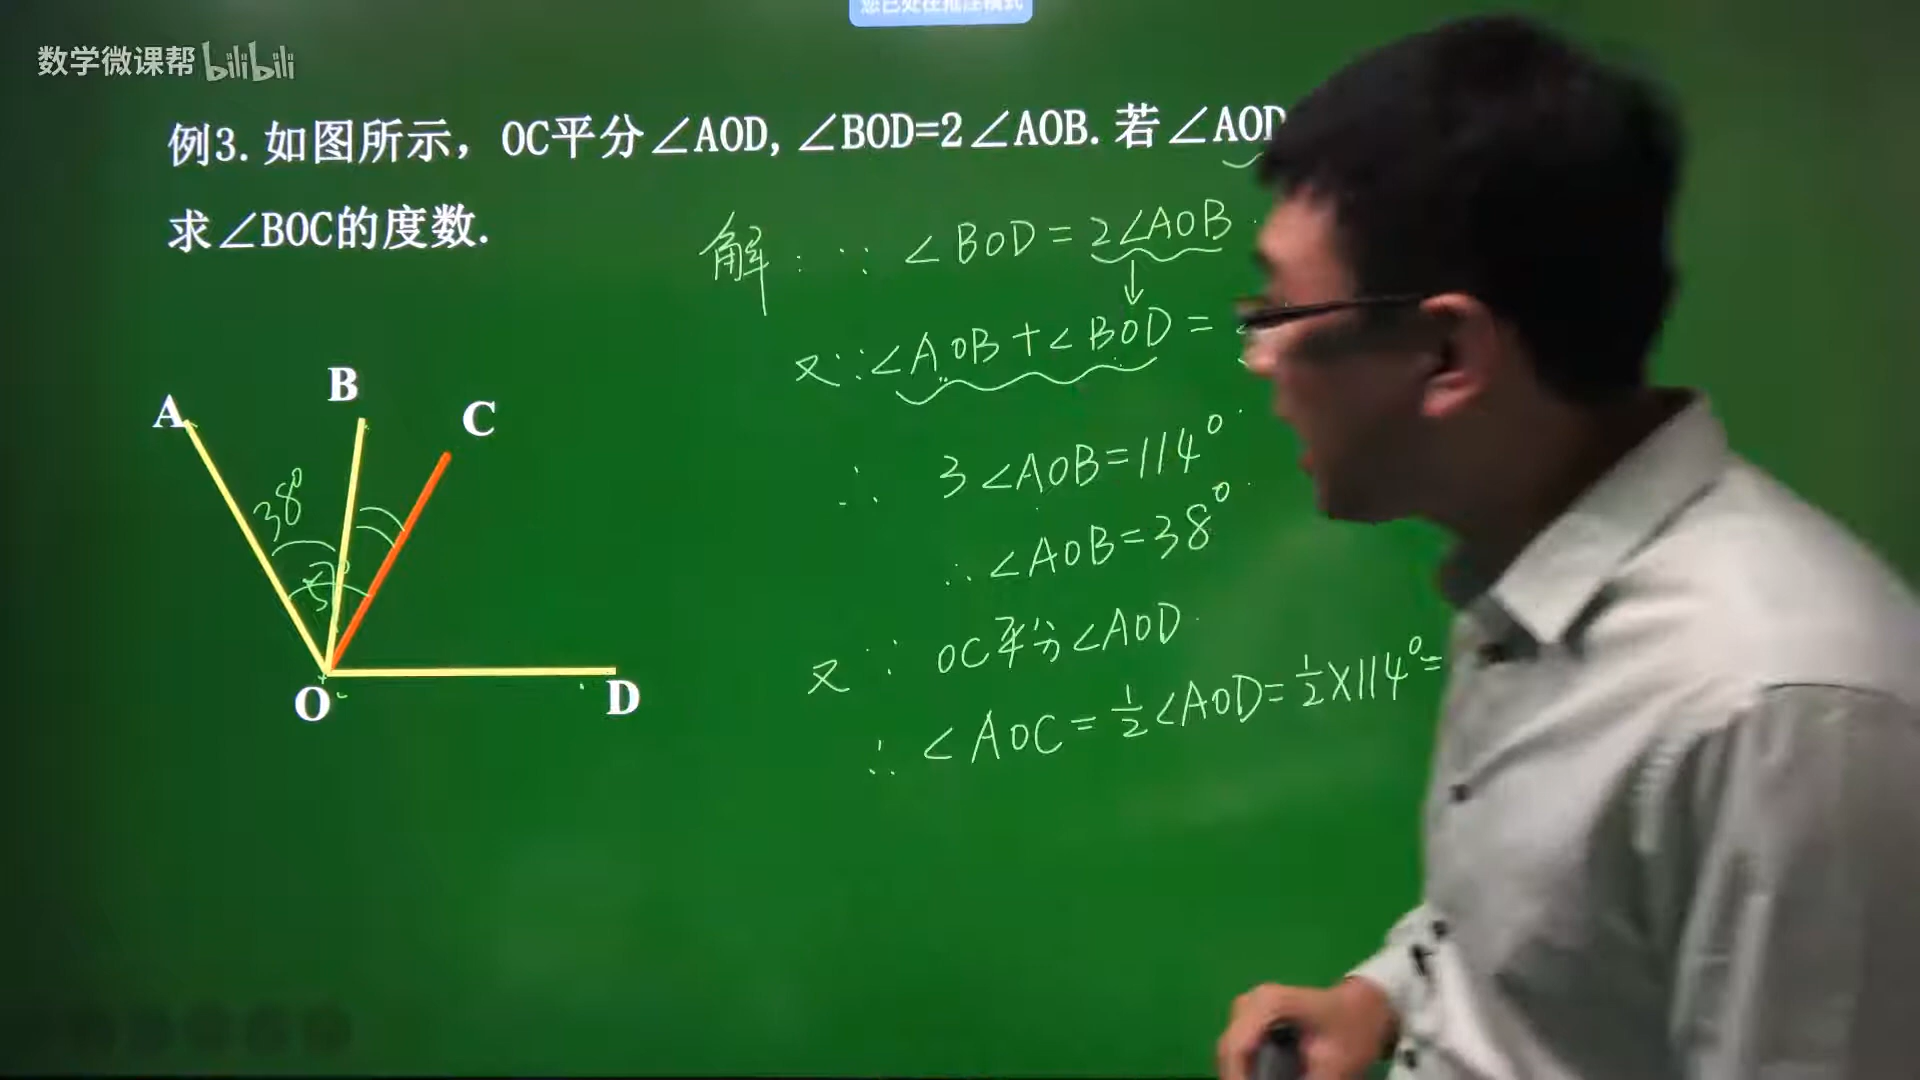 数学微课帮 bilibili
例3.如图所示，OC平分∠AOD,∠BOD=2∠AOB.若∠AOD
求∠BOC的度数.
解：∵ ∠BOD=2∠AOB
又∵∠AOB+∠BOD=
∴ 3∠AOB=114°
∴∠AOB=38°
又∵ OC平分∠AOD
∴ ∠AOC=½∠AOD=½×114°=
A
B
C
38°
O
D